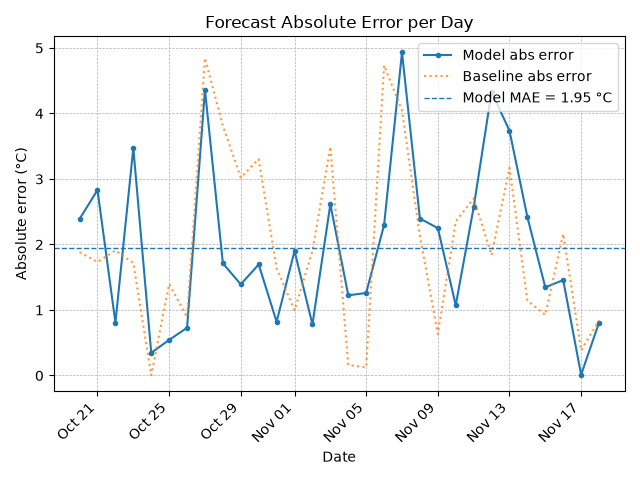 Forecast Absolute Error per Day
Model abs error
Baseline abs error
Model MAE = 1.95 °C
Absolute error (°C)
5
4
3
2
1
0
Oct 21
Oct 25
Oct 29
Nov 01
Nov 05
Nov 09
Nov 13
Nov 17
Date